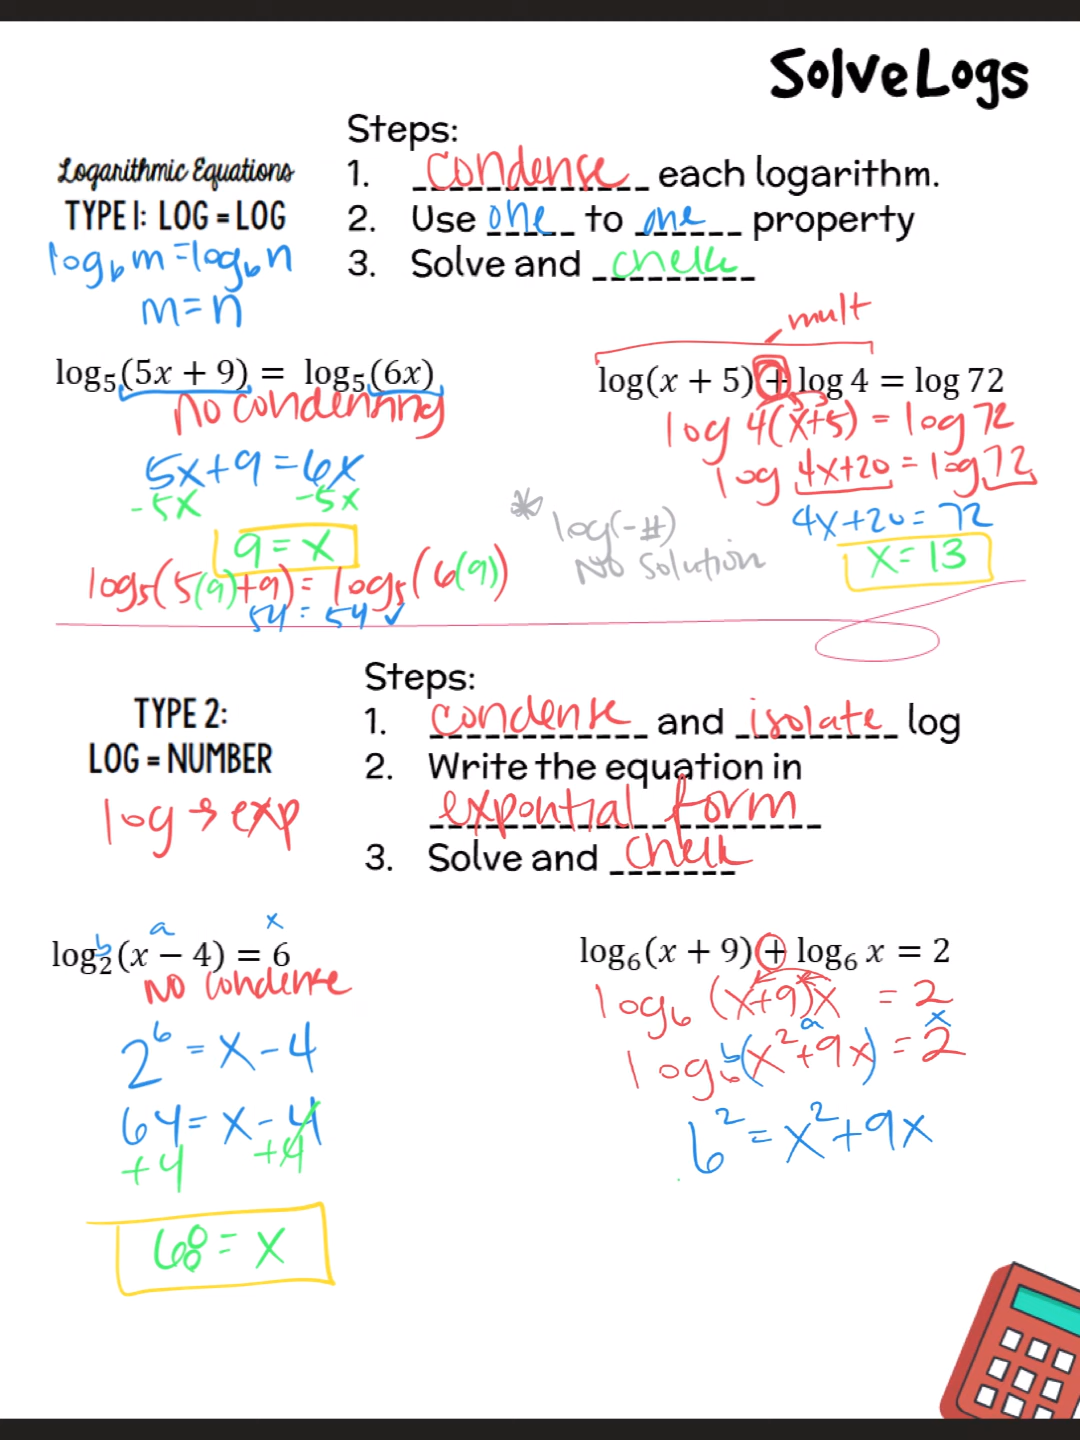 SolveLogs
Logarithmic Equations
TYPE 1: LOG = LOG
log_b m = log_b n
m = n
Steps:
1. condense each logarithm.
2. Use one to one property
3. Solve and check
log₅(5x + 9) = log₅(6x)
no condensing
5x+9 = 6x
-5x -5x
9 = x
log₅(5(9)+9) = log₅(6(9))
54 = 54 ✓
mult
log(x + 5) + log 4 = log 72
log 4(x+5) = log 72
log 4x+20 = log 72
4x+20 = 72
x = 13
* log(-#)
No solution
TYPE 2:
LOG = NUMBER
log → exp
Steps:
1. condense and isolate log
2. Write the equation in
expontial form
3. Solve and check
b a x
log₂(x − 4) = 6
No condense
2⁶ = x - 4
64 = x - 4
+4 +4
68 = x
log₆(x + 9) + log₆ x = 2
log₆ (x+9)x = 2
b a x
log₆(x²+9x) = 2
6² = x²+9x